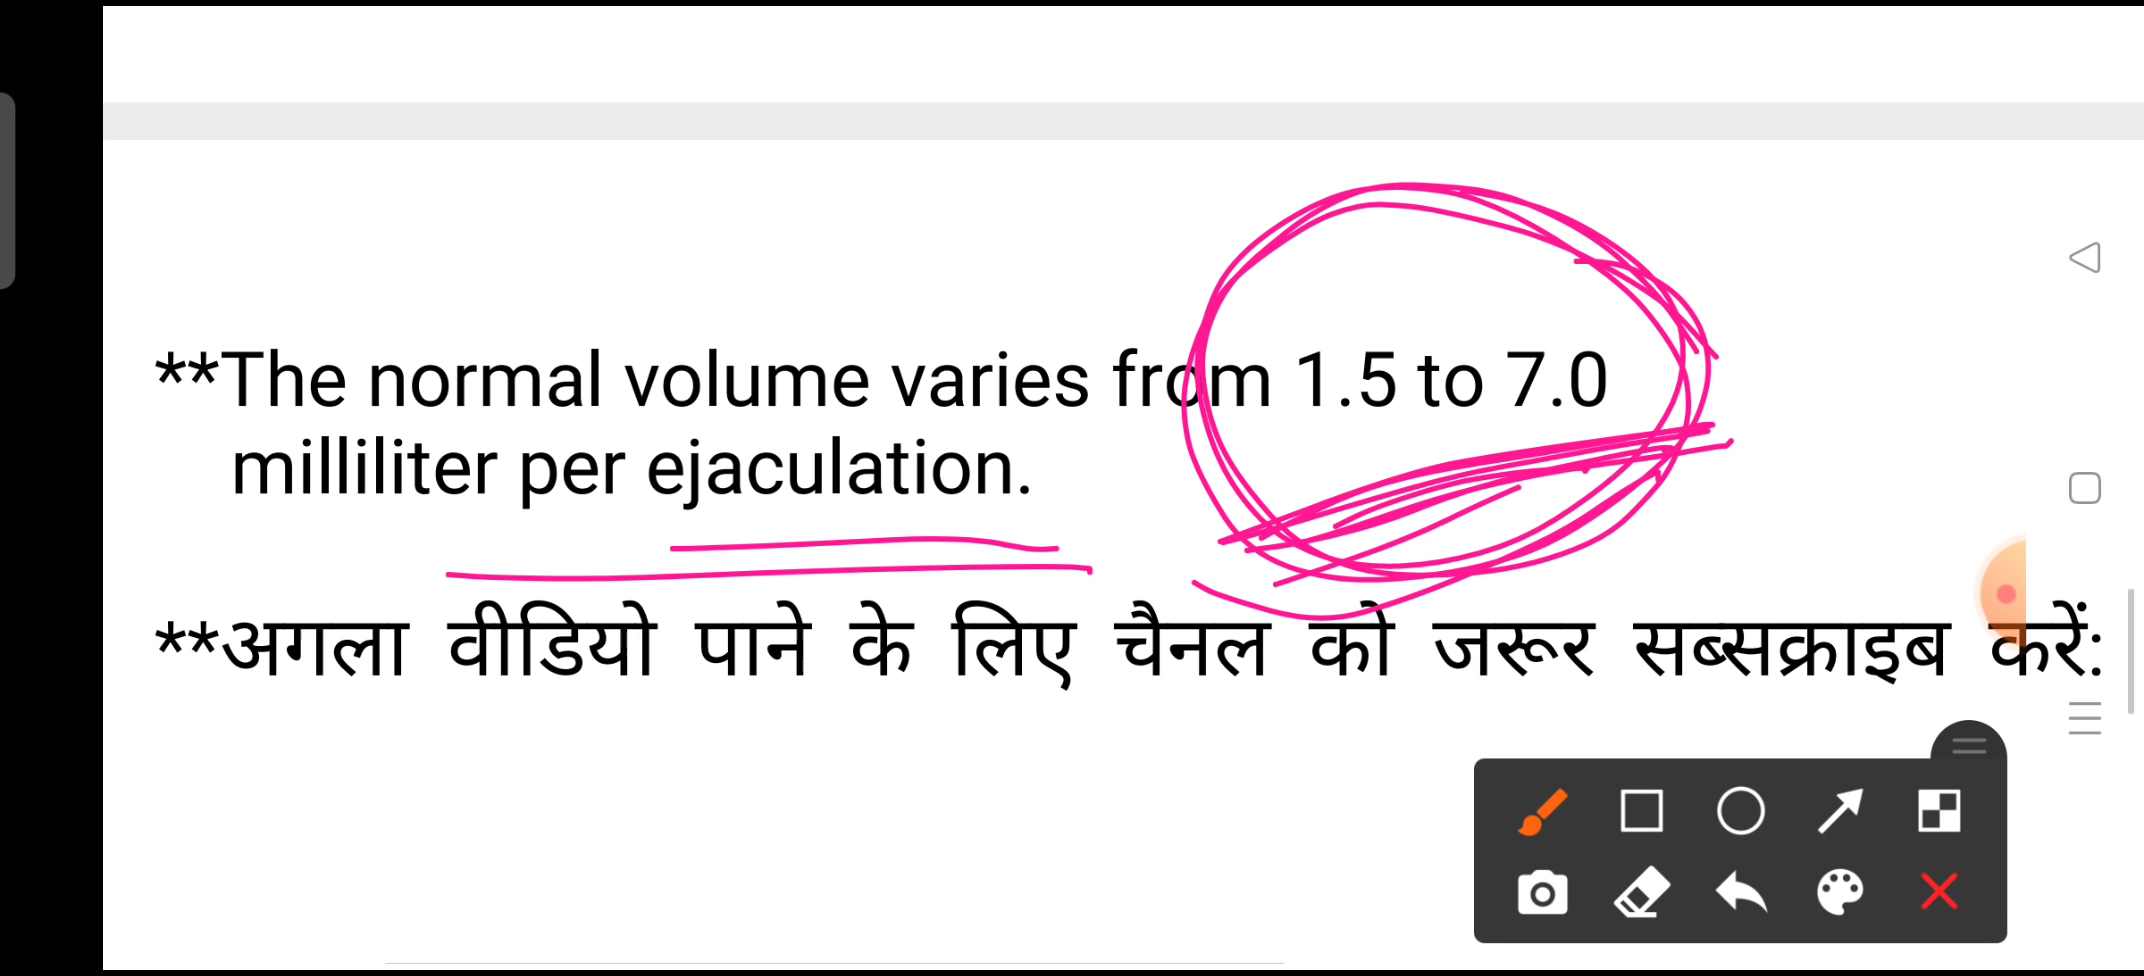 **The normal volume varies from 1.5 to 7.0
milliliter per ejaculation.
**अगला वीडियो पाने के लिए चैनल को जरूर सब्सक्राइब करें: